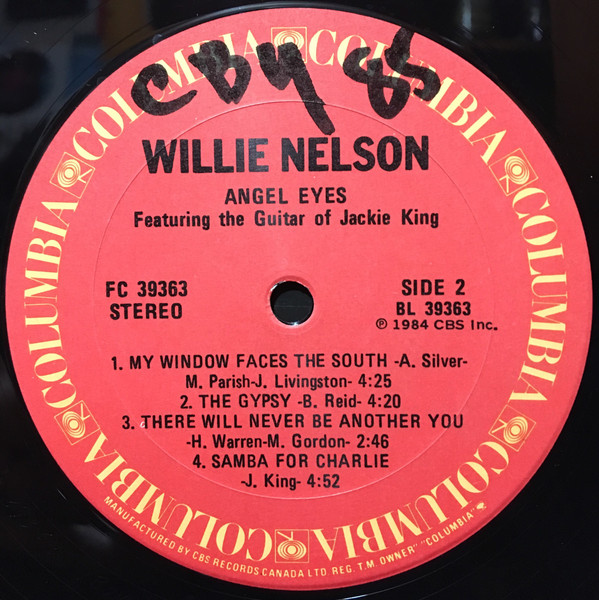 COLUMBIA COLUMBIA COLUMBIA COLUMBIA COLUMBIA COLUMBIA COLUMBIA COLUMBIA
WILLIE NELSON
ANGEL EYES
Featuring the Guitar of Jackie King
FC 39363
STEREO
SIDE 2
BL 39363
℗ 1984 CBS Inc.
1. MY WINDOW FACES THE SOUTH -A. Silver-
M. Parish-J. Livingston- 4:25
2. THE GYPSY -B. Reid- 4:20
3. THERE WILL NEVER BE ANOTHER YOU
-H. Warren-M. Gordon- 2:46
4. SAMBA FOR CHARLIE
-J. King- 4:52
MANUFACTURED BY CBS RECORDS CANADA LTD. REG. T.M. OWNER "COLUMBIA"